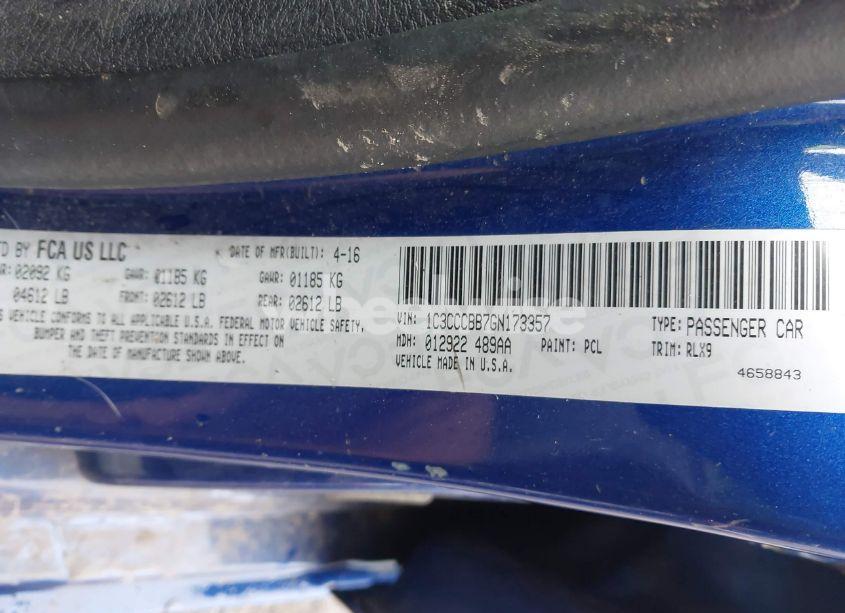 FD BY FCA US LLC DATE OF MFR(BUILT): 4-16
02092 KG GAWR: 01185 KG GAWR: 01185 KG
04612 LB FRONT: 02612 LB REAR: 02612 LB
VEHICLE CONFORMS TO ALL APPLICABLE U.S.A. FEDERAL MOTOR VEHICLE SAFETY,
BUMPER AND THEFT PREVENTION STANDARDS IN EFFECT ON
THE DATE OF MANUFACTURE SHOWN ABOVE.
VIN: 1C3CCCBB7GN173357 TYPE: PASSENGER CAR
MDH: 012922 489AA PAINT: PCL TRIM: RLX9
VEHICLE MADE IN U.S.A. 4658843